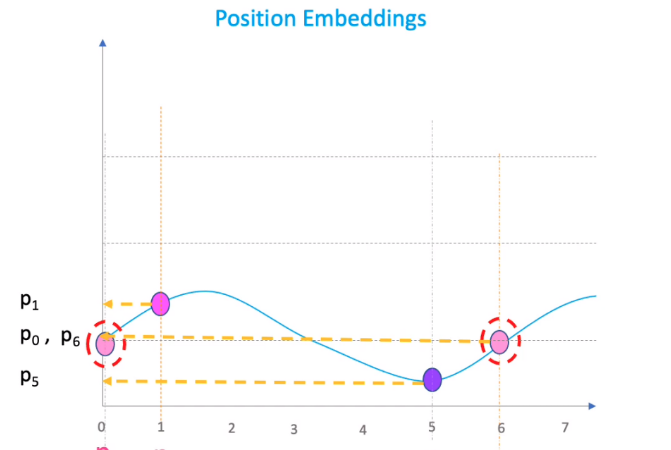 Position Embeddings
p₁
p₀ , p₆
p₅
0 1 2 3 4 5 6 7